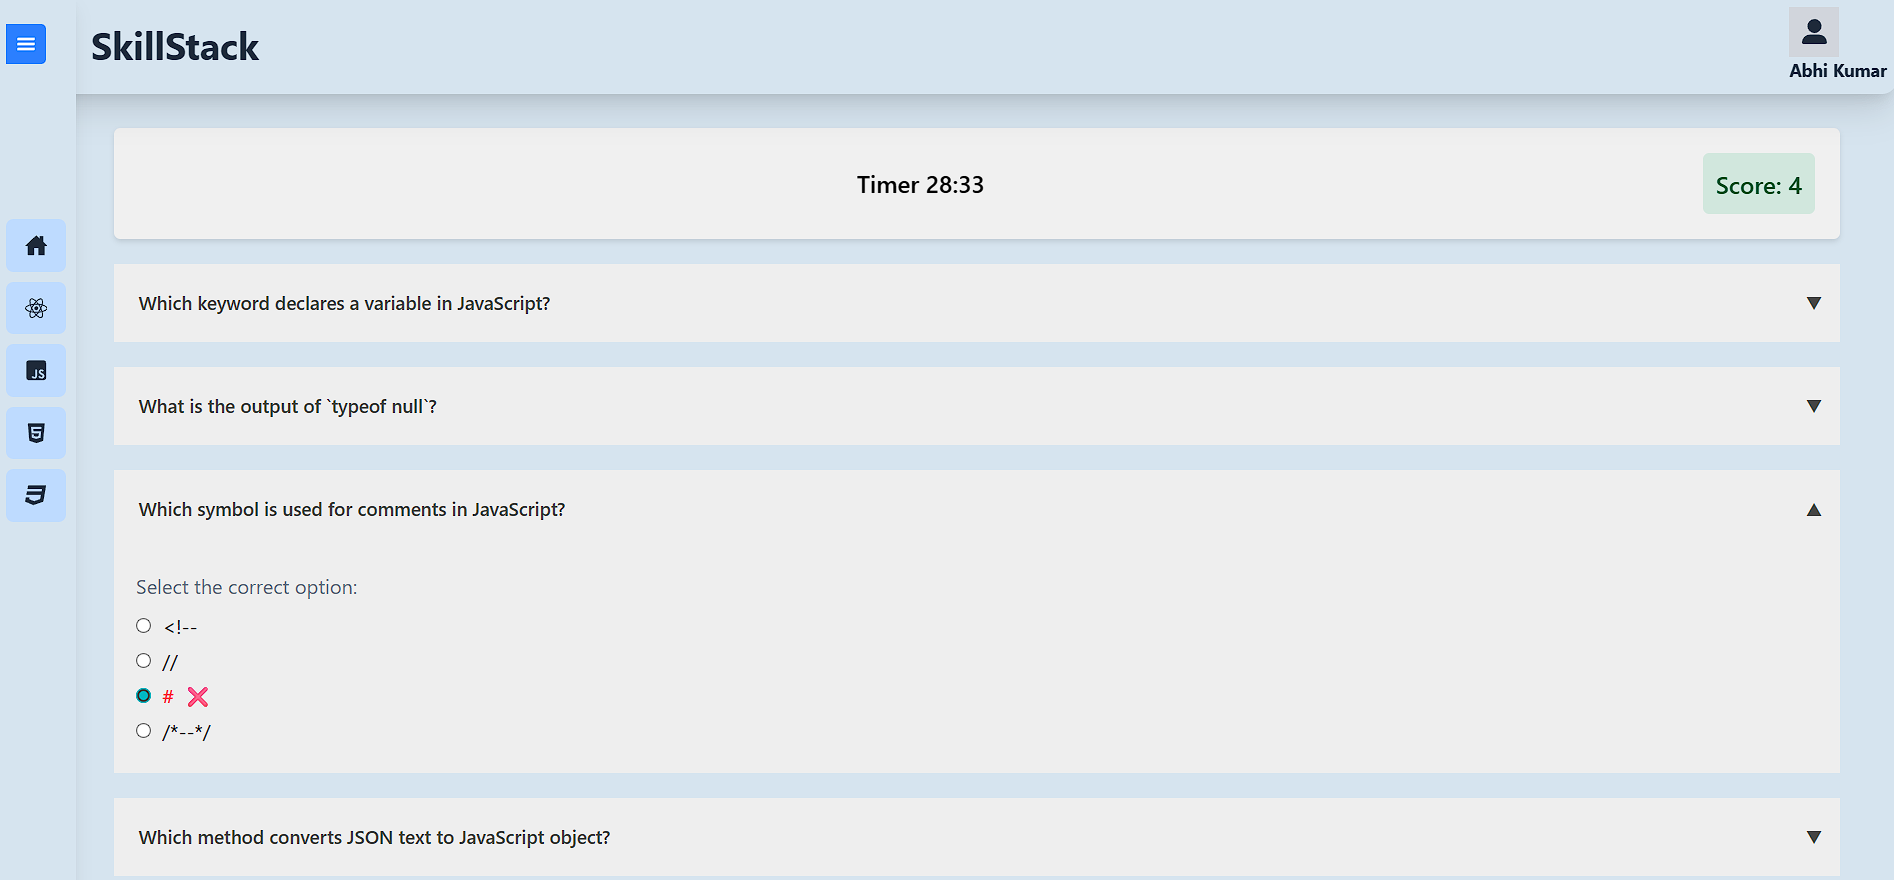 SkillStack
Abhi Kumar
Timer 28:33
Score: 4
Which keyword declares a variable in JavaScript?
▼
What is the output of `typeof null`?
▼
Which symbol is used for comments in JavaScript?
▲
JS
Select the correct option:
<!--
//
# ❌
/*--*/
Which method converts JSON text to JavaScript object?
▼